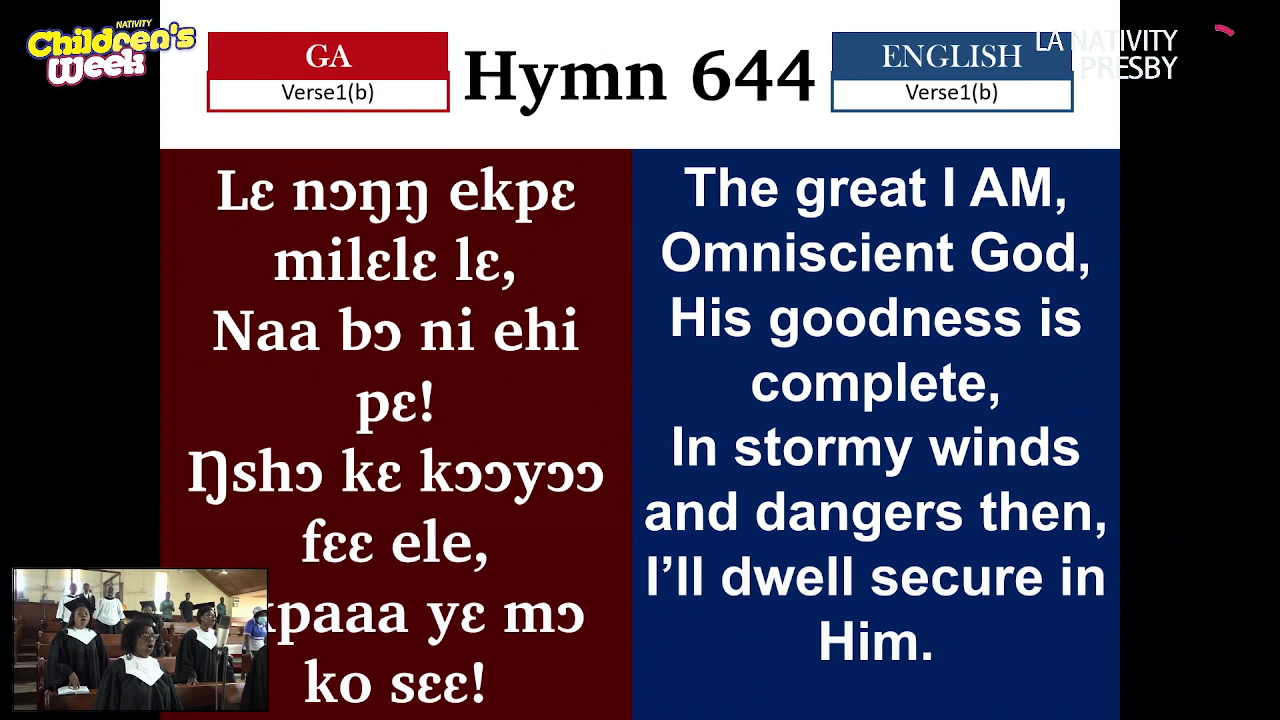 NATIVITY
Children's
Week
GA
Verse1(b)
Hymn 644
ENGLISH
Verse1(b)
LA NATIVITY
PRESBY
Lɛ nɔŋŋ ekpɛ
milɛlɛ lɛ,
Naa bɔ ni ehi
pɛ!
Ŋshɔ kɛ kɔɔyɔɔ
fɛɛ ele,
yɛ mɔ
ko sɛɛ!
The great I AM,
Omniscient God,
His goodness is
complete,
In stormy winds
and dangers then,
I’ll dwell secure in
Him.